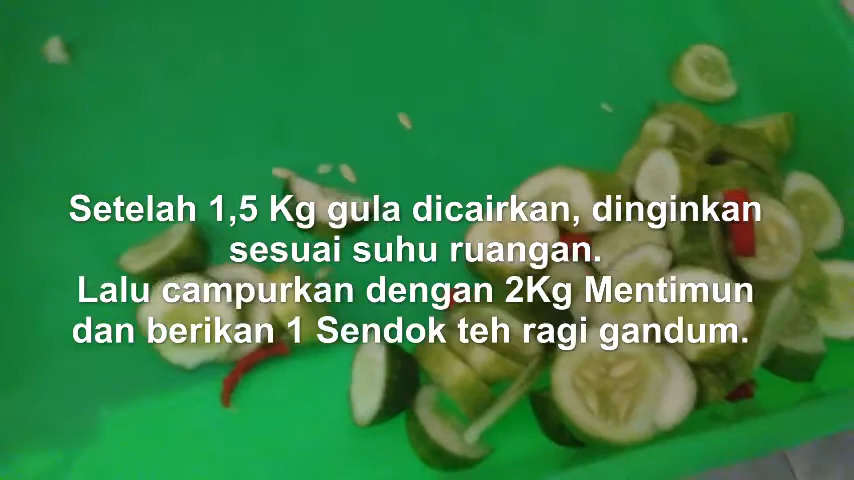 Setelah 1,5 Kg gula dicairkan, dinginkan
sesuai suhu ruangan.
Lalu campurkan dengan 2Kg Mentimun
dan berikan 1 Sendok teh ragi gandum.